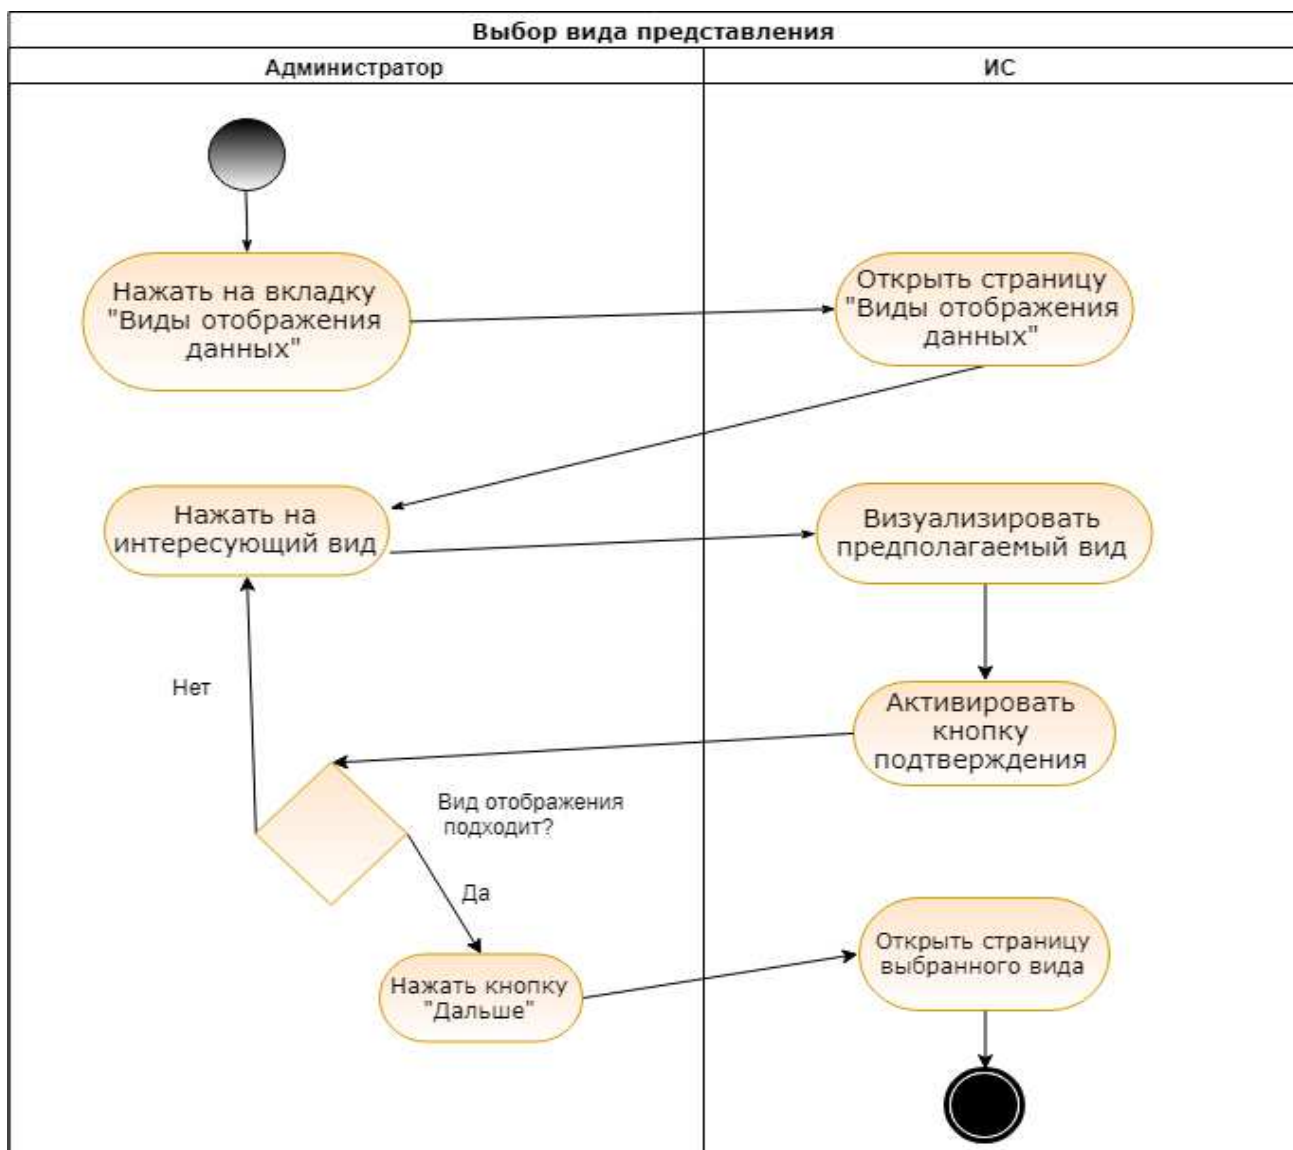 Выбор вида представления
Администратор
ИС
Нажать на вкладку
"Виды отображения
данных"
Открыть страницу
"Виды отображения
данных"
Нажать на
интересующий вид
Визуализировать
предполагаемый вид
Нет
Активировать
кнопку
подтверждения
Вид отображения
подходит?
Да
Нажать кнопку
"Дальше"
Открыть страницу
выбранного вида